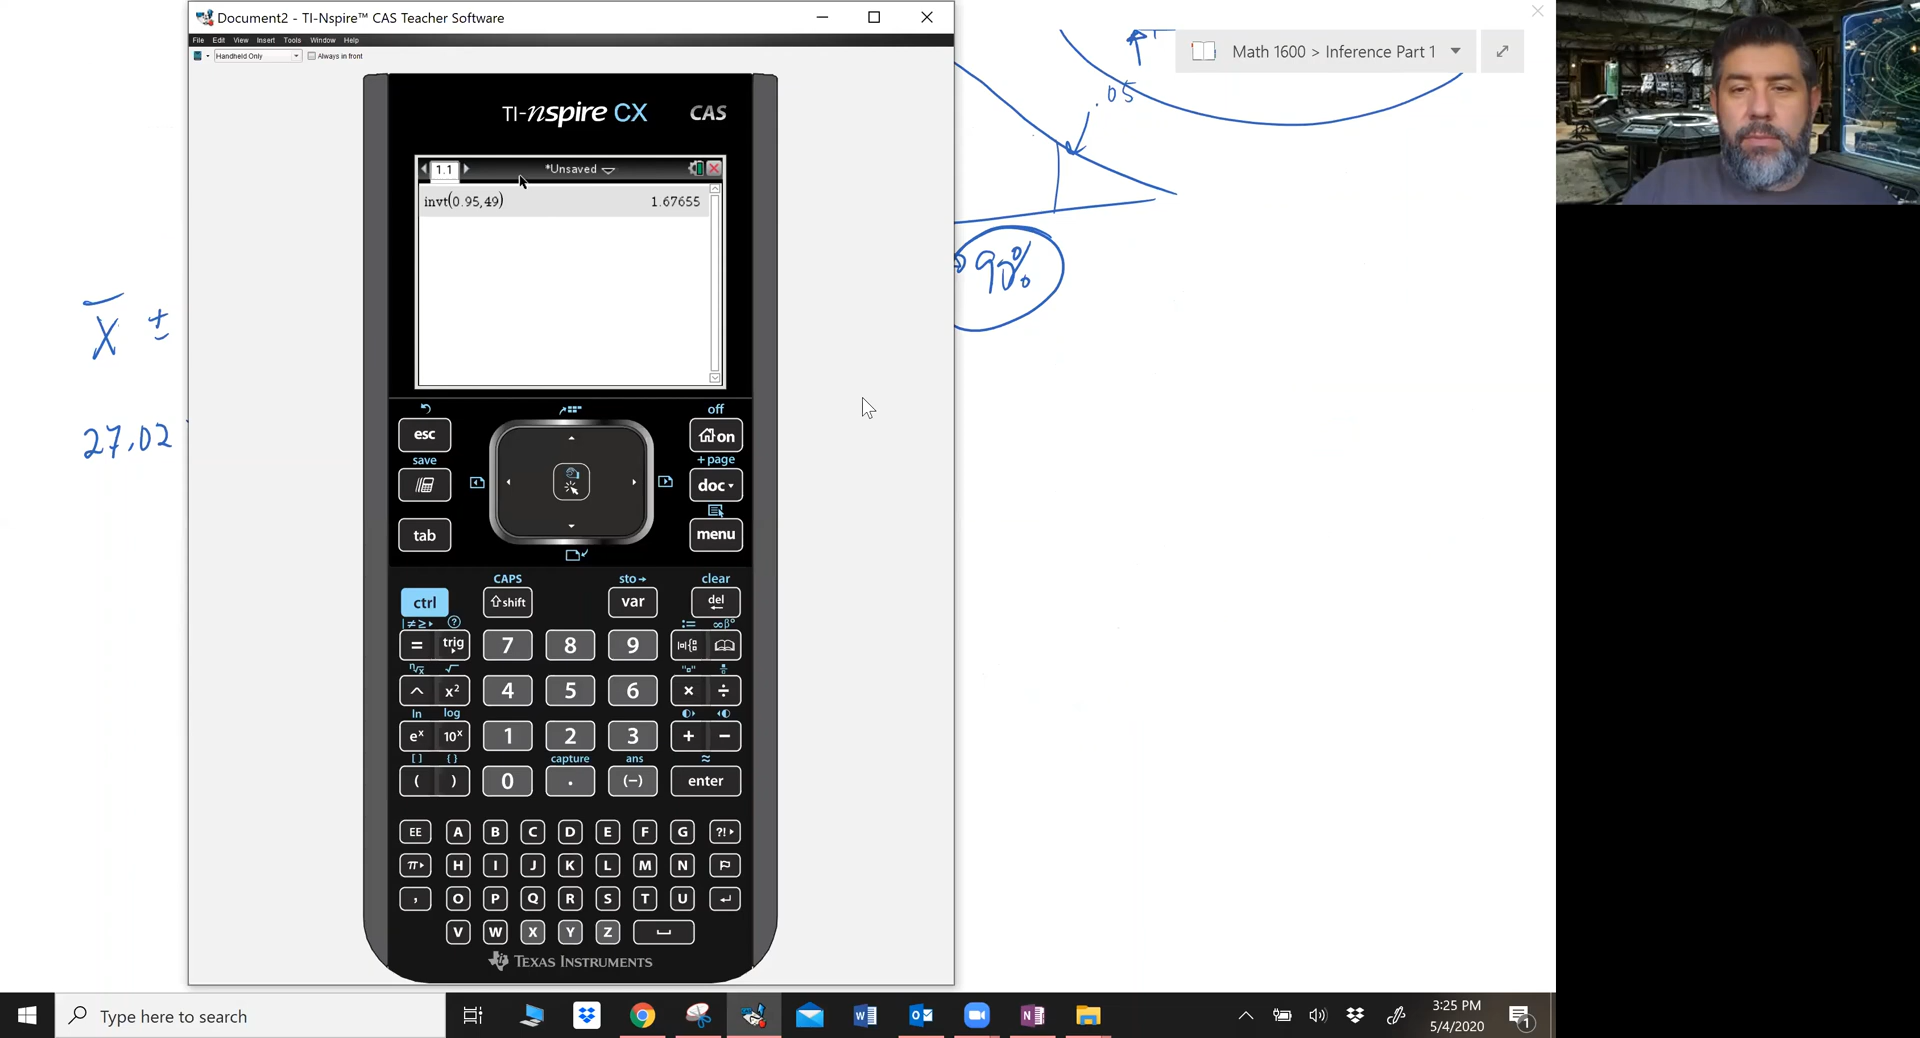 Document2 - TI-Nspire™ CAS Teacher Software
File Edit View Insert Tools Window Help
Handheld Only Always in front
Math 1600 > Inference Part 1
.05
90%
X ±
27.02
TI-nspire CX CAS
1.1 *Unsaved
invt(0.95,49) 1.67655
off
esc on
save + page
doc
tab menu
CAPS sto→ clear
ctrl shift var del
|≠≥▸ ? := ∞β°
= trig 7 8 9
ⁿ√x √
^ x² 4 5 6 × ÷
ln log
eˣ 10ˣ 1 2 3 + −
[ ] { } capture ans ≈
( ) 0 . (−) enter
EE A B C D E F G ?!▸
π▸ H I J K L M N
, O P Q R S T U
V W X Y Z
TEXAS INSTRUMENTS
Type here to search
3:25 PM
5/4/2020
1